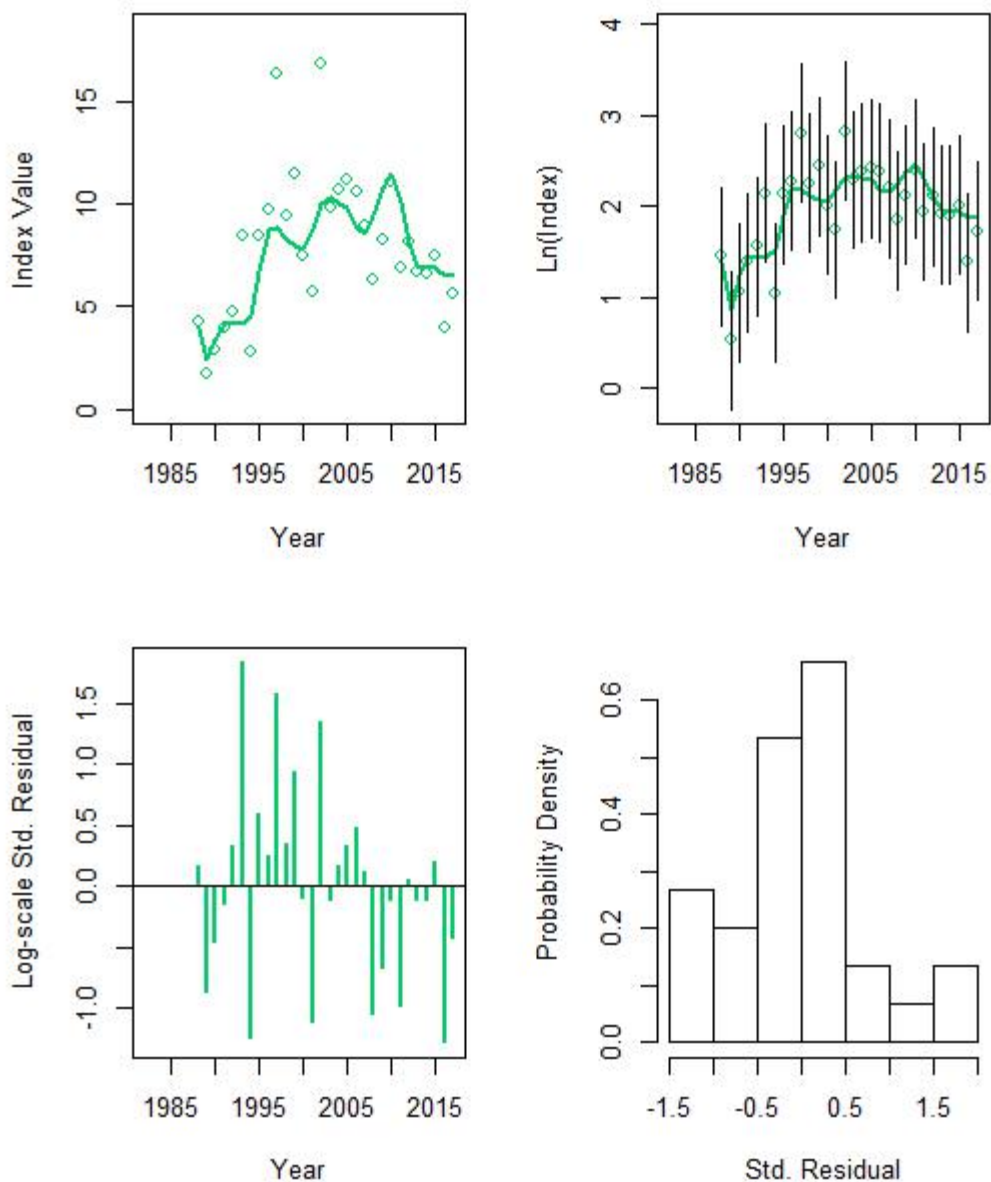 Index Value
15
10
5
0
1985 1995 2005 2015
Year
Ln(Index)
4
3
2
1
0
1985 1995 2005 2015
Year
Log-scale Std. Residual
1.5
1.0
0.5
0.0
-1.0
1985 1995 2005 2015
Year
Probability Density
0.6
0.4
0.2
0.0
-1.5 -0.5 0.5 1.5
Std. Residual